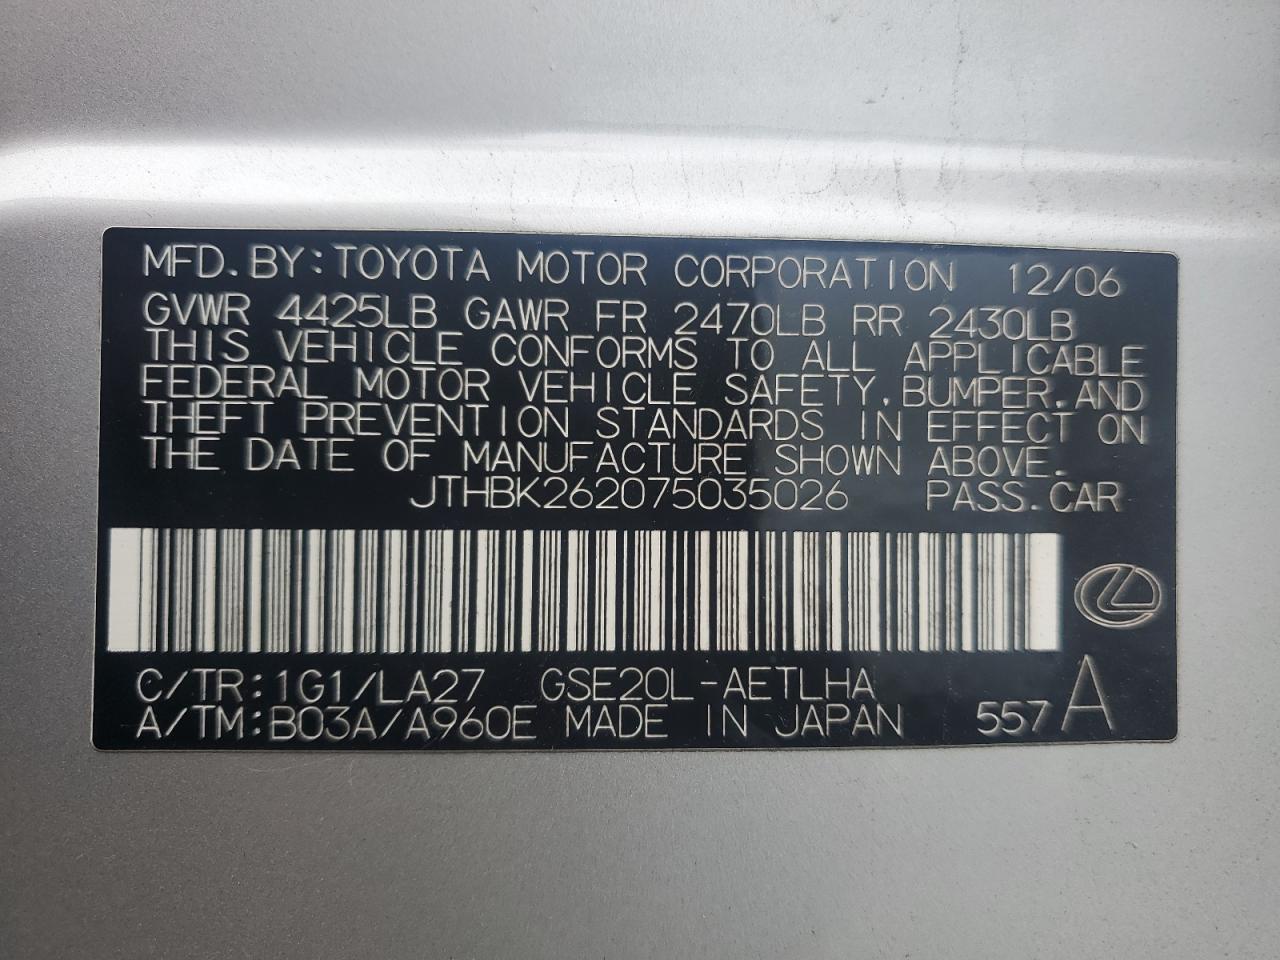 MFD. BY: TOYOTA MOTOR CORPORATION 12/06
GVWR 4425LB GAWR FR 2470LB RR 2430LB
THIS VEHICLE CONFORMS TO ALL APPLICABLE
FEDERAL MOTOR VEHICLE SAFETY, BUMPER, AND
THEFT PREVENTION STANDARDS IN EFFECT ON
THE DATE OF MANUFACTURE SHOWN ABOVE.
JTHBK262075035026 PASS. CAR
C/TR: 1G1/LA27 GSE20L-AETLHA
A/TM: B03A/A960E MADE IN JAPAN 557 A